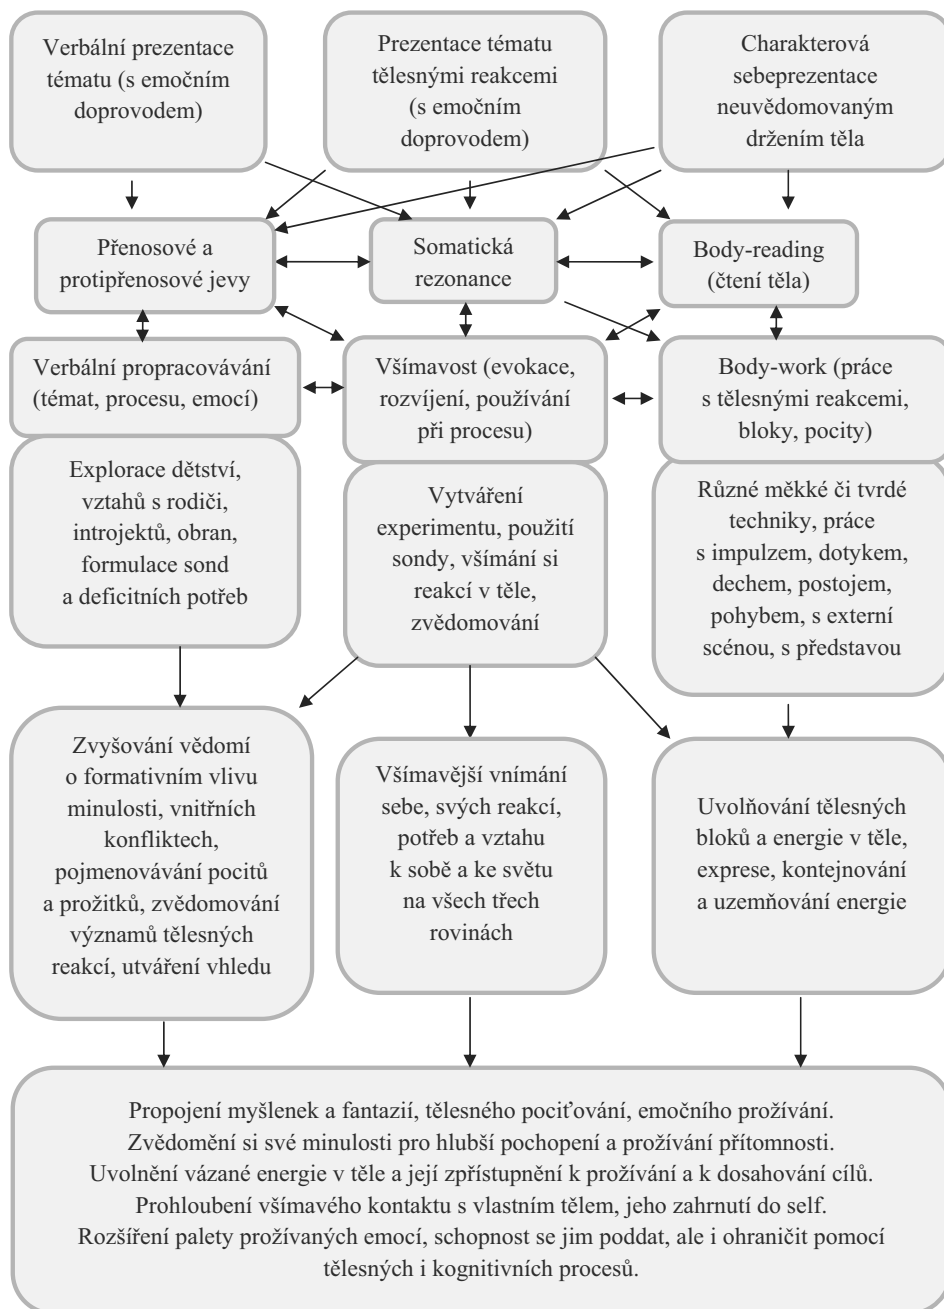 Verbální prezentace
tématu (s emočním
doprovodem)
Prezentace tématu
tělesnými reakcemi
(s emočním
doprovodem)
Charakterová
sebeprezentace
neuvědomovaným
držením těla
Přenosové a
protipřenosové jevy
Somatická
rezonance
Body-reading
(čtení těla)
Verbální propracovávání
(témat, procesu, emocí)
Všímavost (evokace,
rozvíjení, používání
při procesu)
Body-work (práce
s tělesnými reakcemi,
bloky, pocity)
Explorace dětství,
vztahů s rodiči,
introjektů, obran,
formulace sond
a deficitních potřeb
Vytváření
experimentu, použití
sondy, všímání si
reakcí v těle,
zvědomování
Různé měkké či tvrdé
techniky, práce
s impulzem, dotykem,
dechem, postojem,
pohybem, s externí
scénou, s představou
Zvyšování vědomí
o formativním vlivu
minulosti, vnitřních
konfliktech,
pojmenovávání pocitů
a prožitků, zvědomování
významů tělesných
reakcí, utváření vhledu
Všímavější vnímání
sebe, svých reakcí,
potřeb a vztahu
k sobě a ke světu
na všech třech
rovinách
Uvolňování tělesných
bloků a energie v těle,
exprese, kontejnování
a uzemňování energie
Propojení myšlenek a fantazií, tělesného pociťování, emočního prožívání.
Zvědomění si své minulosti pro hlubší pochopení a prožívání přítomnosti.
Uvolnění vázané energie v těle a její zpřístupnění k prožívání a k dosahování cílů.
Prohloubení všímavého kontaktu s vlastním tělem, jeho zahrnutí do self.
Rozšíření palety prožívaných emocí, schopnost se jim poddat, ale i ohraničit pomocí
tělesných i kognitivních procesů.